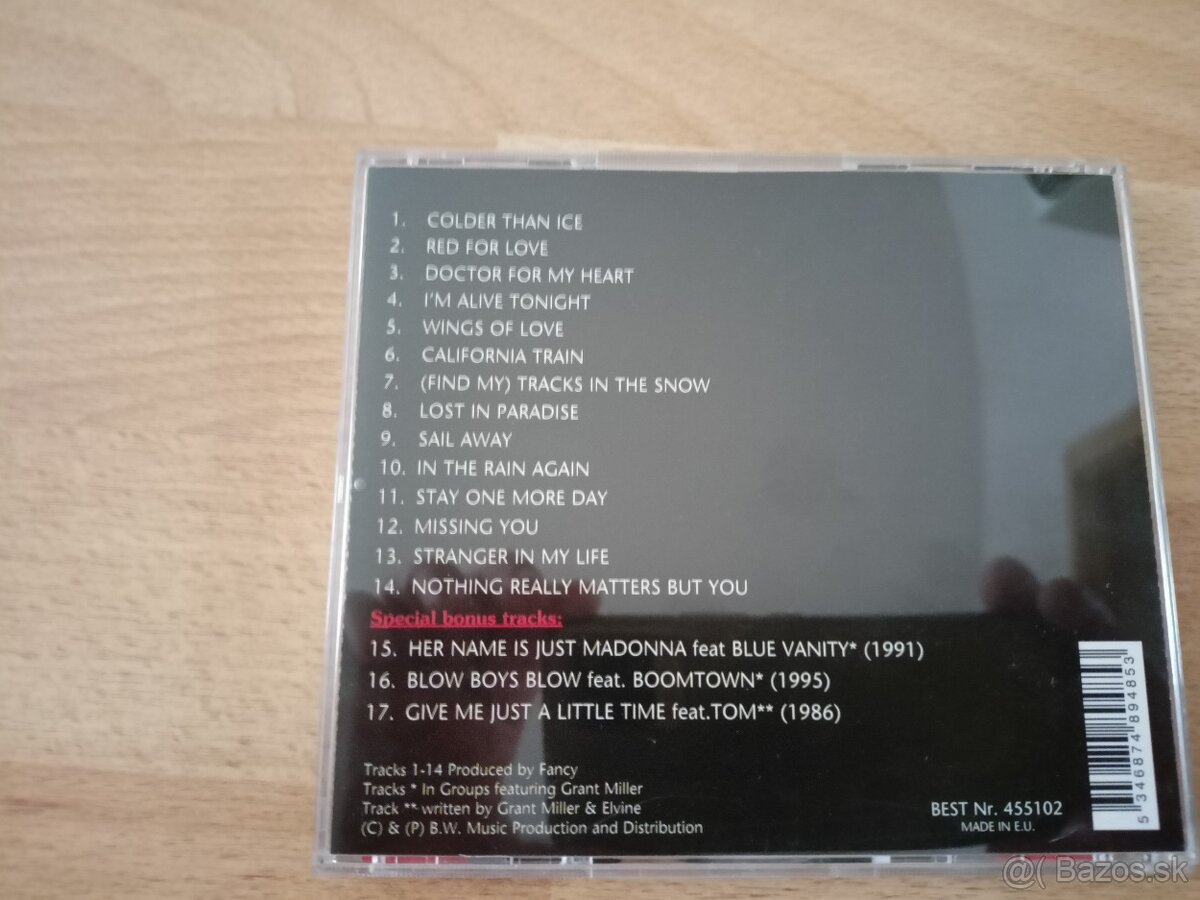 1. COLDER THAN ICE
2. RED FOR LOVE
3. DOCTOR FOR MY HEART
4. I'M ALIVE TONIGHT
5. WINGS OF LOVE
6. CALIFORNIA TRAIN
7. (FIND MY) TRACKS IN THE SNOW
8. LOST IN PARADISE
9. SAIL AWAY
10. IN THE RAIN AGAIN
11. STAY ONE MORE DAY
12. MISSING YOU
13. STRANGER IN MY LIFE
14. NOTHING REALLY MATTERS BUT YOU
Special bonus tracks:
15. HER NAME IS JUST MADONNA feat BLUE VANITY* (1991)
16. BLOW BOYS BLOW feat. BOOMTOWN* (1995)
17. GIVE ME JUST A LITTLE TIME feat.TOM** (1986)
Tracks 1-14 Produced by Fancy
Tracks * In Groups featuring Grant Miller
Track ** written by Grant Miller & Elvine
(C) & (P) B.W. Music Production and Distribution
BEST Nr. 455102
MADE IN E.U.
5 346874 894853
@( Bazos.sk